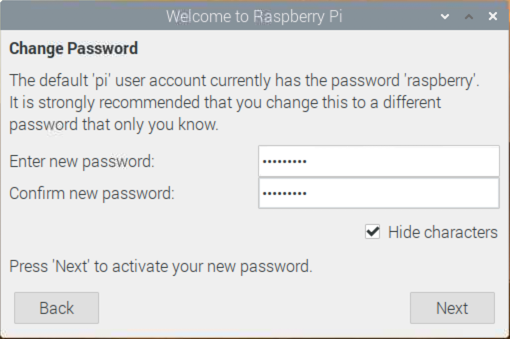 Welcome to Raspberry Pi
Change Password
The default 'pi' user account currently has the password 'raspberry'.
It is strongly recommended that you change this to a different
password that only you know.
Enter new password: •••••••••
Confirm new password: •••••••••
Hide characters
Press 'Next' to activate your new password.
Back Next